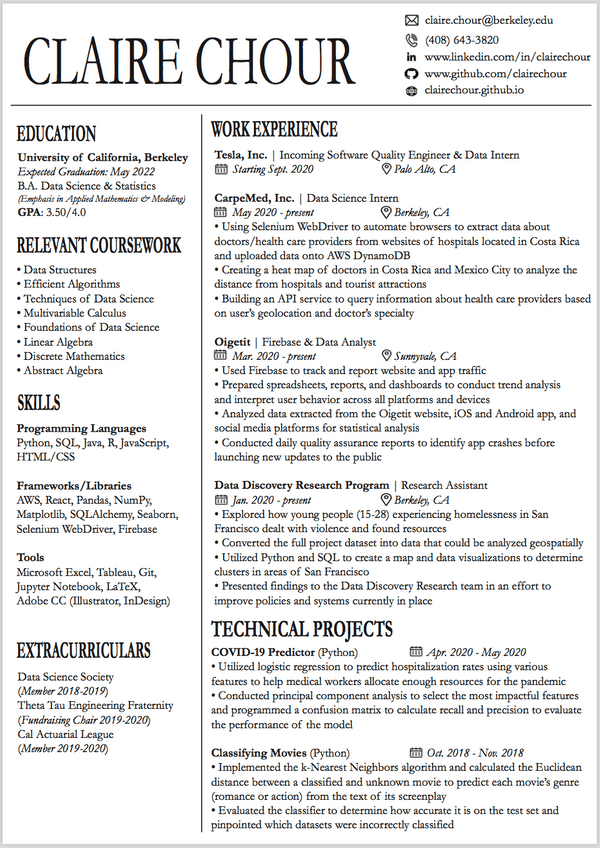 CLAIRE CHOUR
claire.chour@berkeley.edu
(408) 643-3820
www.linkedin.com/in/clairechour
www.github.com/clairechour
clairechour.github.io
EDUCATION
University of California, Berkeley
Expected Graduation: May 2022
B.A. Data Science & Statistics
(Emphasis in Applied Mathematics & Modeling)
GPA: 3.50/4.0
RELEVANT COURSEWORK
• Data Structures
• Efficient Algorithms
• Techniques of Data Science
• Multivariable Calculus
• Foundations of Data Science
• Linear Algebra
• Discrete Mathematics
• Abstract Algebra
SKILLS
Programming Languages
Python, SQL, Java, R, JavaScript,
HTML/CSS
Frameworks/Libraries
AWS, React, Pandas, NumPy,
Matplotlib, SQLAlchemy, Seaborn,
Selenium WebDriver, Firebase
Tools
Microsoft Excel, Tableau, Git,
Jupyter Notebook, LaTeX,
Adobe CC (Illustrator, InDesign)
EXTRACURRICULARS
Data Science Society
(Member 2018-2019)
Theta Tau Engineering Fraternity
(Fundraising Chair 2019-2020)
Cal Actuarial League
(Member 2019-2020)
WORK EXPERIENCE
Tesla, Inc. | Incoming Software Quality Engineer & Data Intern
Starting Sept. 2020 Palo Alto, CA
CarpeMed, Inc. | Data Science Intern
May 2020 - present Berkeley, CA
• Using Selenium WebDriver to automate browsers to extract data about
doctors/health care providers from websites of hospitals located in Costa Rica
and uploaded data onto AWS DynamoDB
• Creating a heat map of doctors in Costa Rica and Mexico City to analyze the
distance from hospitals and tourist attractions
• Building an API service to query information about health care providers based
on user's geolocation and doctor's specialty
Oigetit | Firebase & Data Analyst
Mar. 2020 - present Sunnyvale, CA
• Used Firebase to track and report website and app traffic
• Prepared spreadsheets, reports, and dashboards to conduct trend analysis
and interpret user behavior across all platforms and devices
• Analyzed data extracted from the Oigetit website, iOS and Android app, and
social media platforms for statistical analysis
• Conducted daily quality assurance reports to identify app crashes before
launching new updates to the public
Data Discovery Research Program | Research Assistant
Jan. 2020 - present Berkeley, CA
• Explored how young people (15-28) experiencing homelessness in San
Francisco dealt with violence and found resources
• Converted the full project dataset into data that could be analyzed geospatially
• Utilized Python and SQL to create a map and data visualizations to determine
clusters in areas of San Francisco
• Presented findings to the Data Discovery Research team in an effort to
improve policies and systems currently in place
TECHNICAL PROJECTS
COVID-19 Predictor (Python) Apr. 2020 - May 2020
• Utilized logistic regression to predict hospitalization rates using various
features to help medical workers allocate enough resources for the pandemic
• Conducted principal component analysis to select the most impactful features
and programmed a confusion matrix to calculate recall and precision to evaluate
the performance of the model
Classifying Movies (Python) Oct. 2018 - Nov. 2018
• Implemented the k-Nearest Neighbors algorithm and calculated the Euclidean
distance between a classified and unknown movie to predict each movie's genre
(romance or action) from the text of its screenplay
• Evaluated the classifier to determine how accurate it is on the test set and
pinpointed which datasets were incorrectly classified